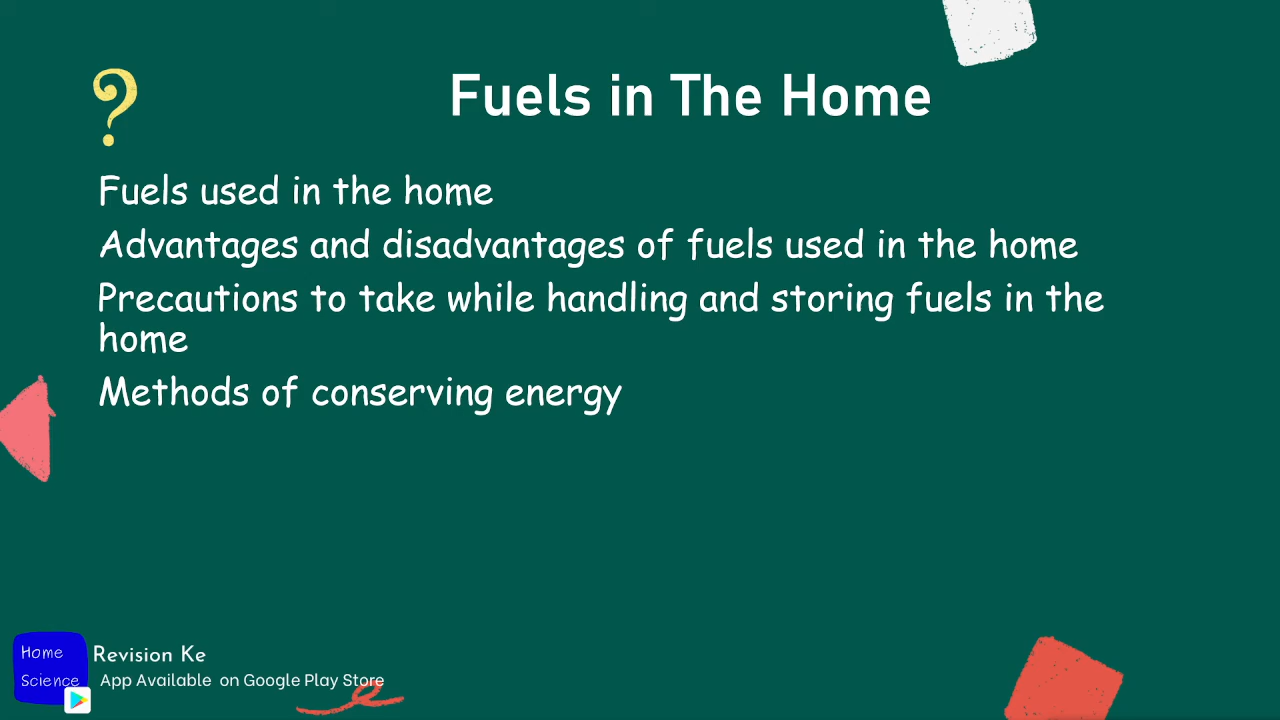 ?
Fuels in The Home
Fuels used in the home
Advantages and disadvantages of fuels used in the home
Precautions to take while handling and storing fuels in the
home
Methods of conserving energy
Home
Science
Revision Ke
App Available on Google Play Store